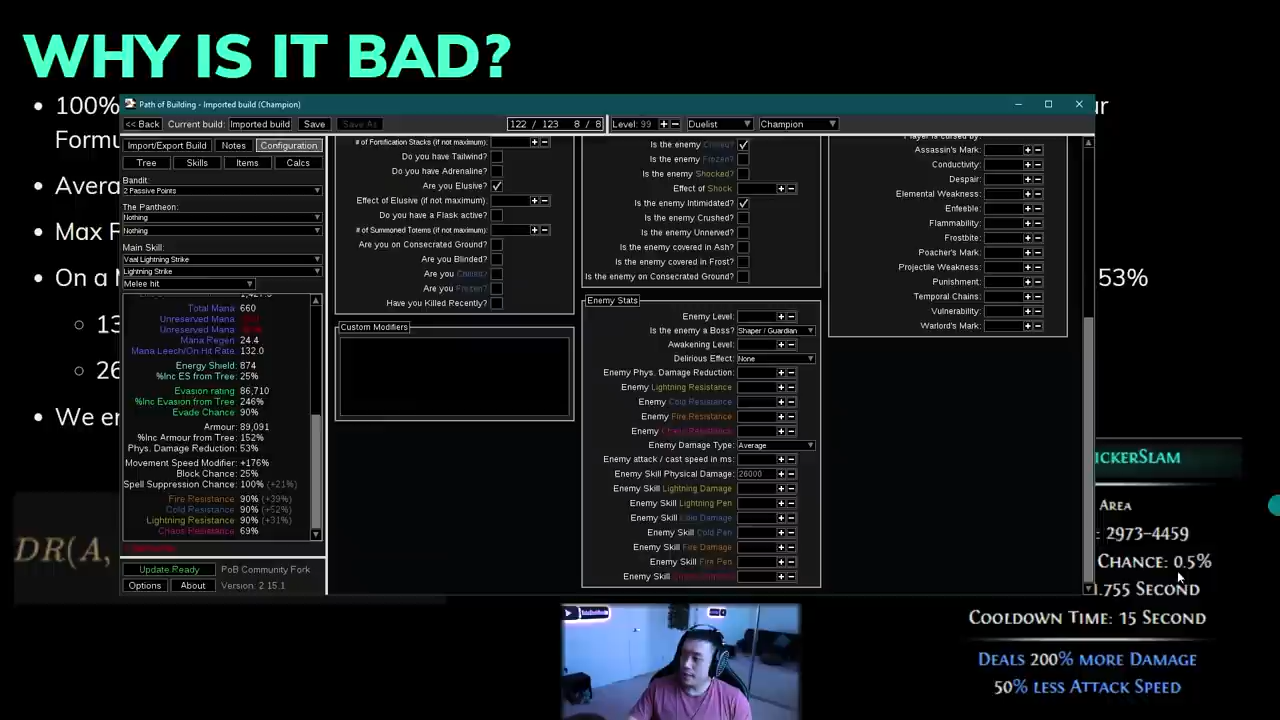 WHY IS IT BAD?
• 100%
Formu
• Avera
• Max F
• On a M
53%
○ 13
○ 26
• We er
DR(A,
Path of Building - Imported build (Champion)
<< Back
Current build:
Imported build
Save
Save As
122 / 123 8 / 8
Level: 99
Duelist
Champion
Import/Export Build
Notes
Configuration
Tree
Skills
Items
Calcs
Bandit:
2 Passive Points
The Pantheon:
Nothing
Nothing
Main Skill:
Vaal Lightning Strike
Lightning Strike
Melee hit
Total Mana: 660
Unreserved Mana:
Unreserved Mana:
Mana Regen: 24.4
Mana Leech/On Hit Rate: 132.0
Energy Shield: 874
%Inc ES from Tree: 25%
Evasion rating: 86,710
%Inc Evasion from Tree: 246%
Evade Chance: 90%
Armour: 89,091
%Inc Armour from Tree: 152%
Phys. Damage Reduction: 53%
Movement Speed Modifier: +176%
Block Chance: 25%
Spell Suppression Chance: 100% (+21%)
Fire Resistance: 90% (+39%)
Cold Resistance: 90% (+52%)
Lightning Resistance: 90% (+31%)
Chaos Resistance: 69%
Update Ready
PoB Community Fork
Options
About
Version: 2.15.1
# of Fortification Stacks (if not maximum):
Do you have Tailwind?
Do you have Adrenaline?
Are you Elusive?
Effect of Elusive (if not maximum):
Do you have a Flask active?
# of Summoned Totems (if not maximum):
Are you on Consecrated Ground?
Are you Blinded?
Are you Chilled?
Are you Frozen?
Have you Killed Recently?
Custom Modifiers
Is the enemy Chilled?
Is the enemy Frozen?
Is the enemy Shocked?
Effect of Shock
Is the enemy Intimidated?
Is the enemy Crushed?
Is the enemy Unnerved?
Is the enemy covered in Ash?
Is the enemy covered in Frost?
Is the enemy on Consecrated Ground?
Enemy Stats
Enemy Level:
Is the enemy a Boss? Shaper / Guardian
Awakening Level:
Delirious Effect: None
Enemy Phys. Damage Reduction:
Enemy Lightning Resistance:
Enemy Cold Resistance:
Enemy Fire Resistance:
Enemy Chaos Resistance:
Enemy Damage Type: Average
Enemy attack / cast speed in ms:
Enemy Skill Physical Damage: 26000
Enemy Skill Lightning Damage
Enemy Skill Lightning Pen
Enemy Skill Cold Damage
Enemy Skill Cold Pen
Enemy Skill Fire Damage
Enemy Skill Fire Pen
Enemy Skill
Player is cursed by:
Assassin's Mark:
Conductivity:
Despair:
Elemental Weakness:
Enfeeble:
Flammability:
Frostbite:
Poacher's Mark:
Projectile Weakness:
Punishment:
Temporal Chains:
Vulnerability:
Warlord's Mark:
ICKERSLAM
AREA
: 2973-4459
CHANCE: 0.5%
1.755 SECOND
COOLDOWN TIME: 15 SECOND
DEALS 200% MORE DAMAGE
50% LESS ATTACK SPEED